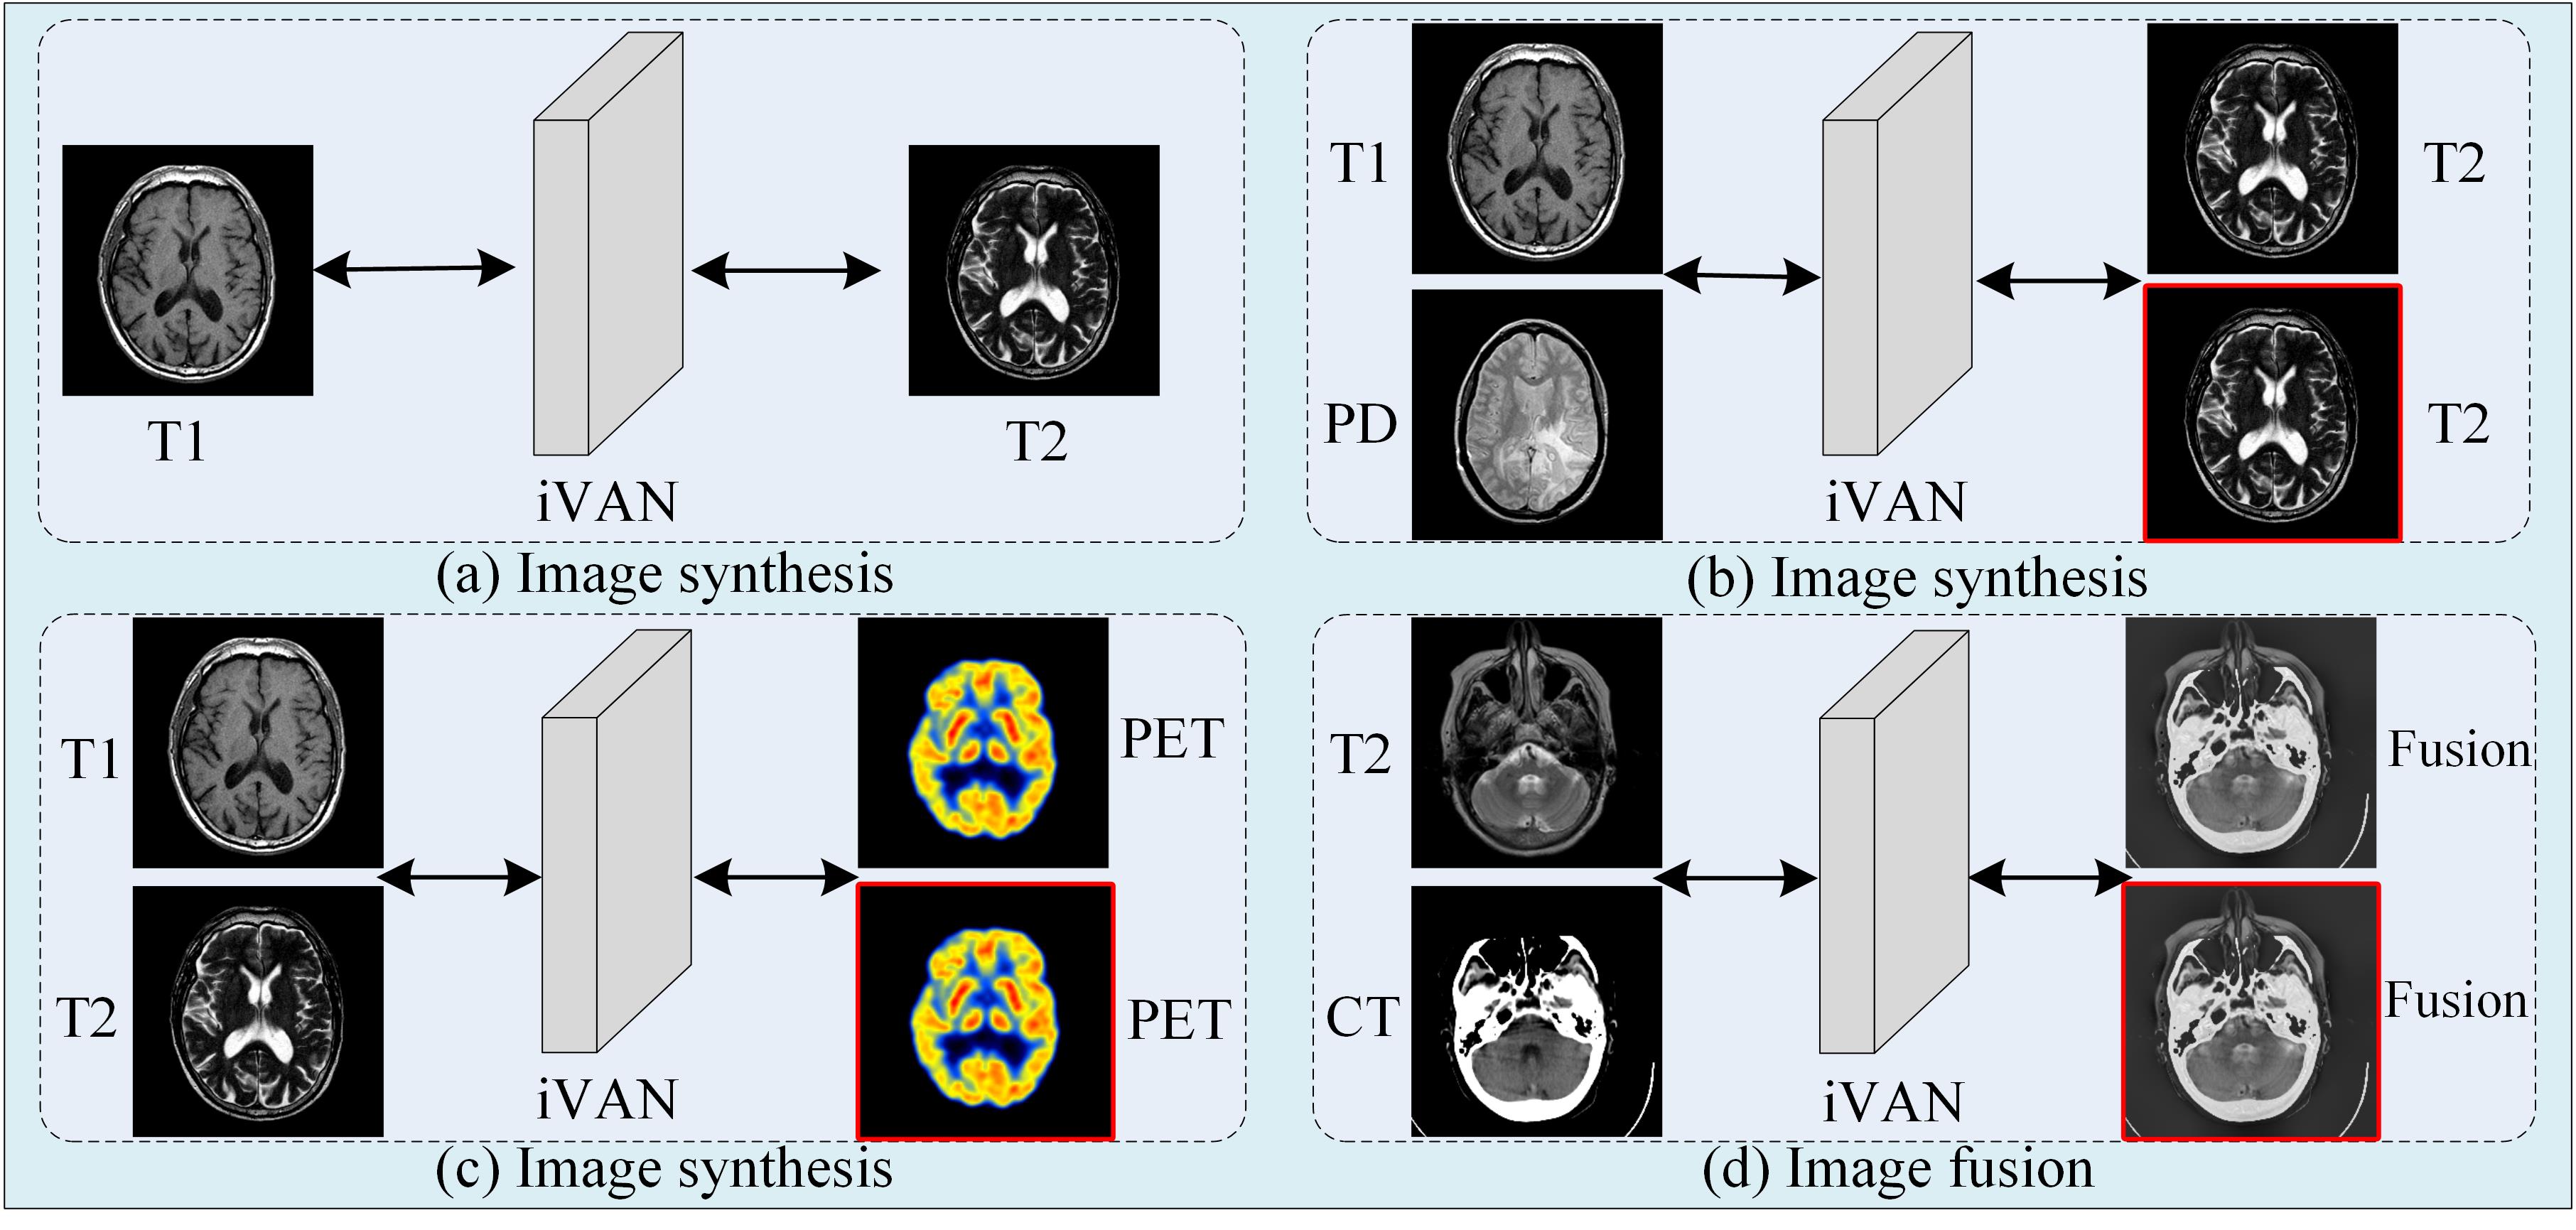 T1
iVAN
T2
(a) Image synthesis
T1
PD
iVAN
T2
T2
(b) Image synthesis
T1
T2
iVAN
PET
PET
(c) Image synthesis
T2
CT
iVAN
Fusion
Fusion
(d) Image fusion